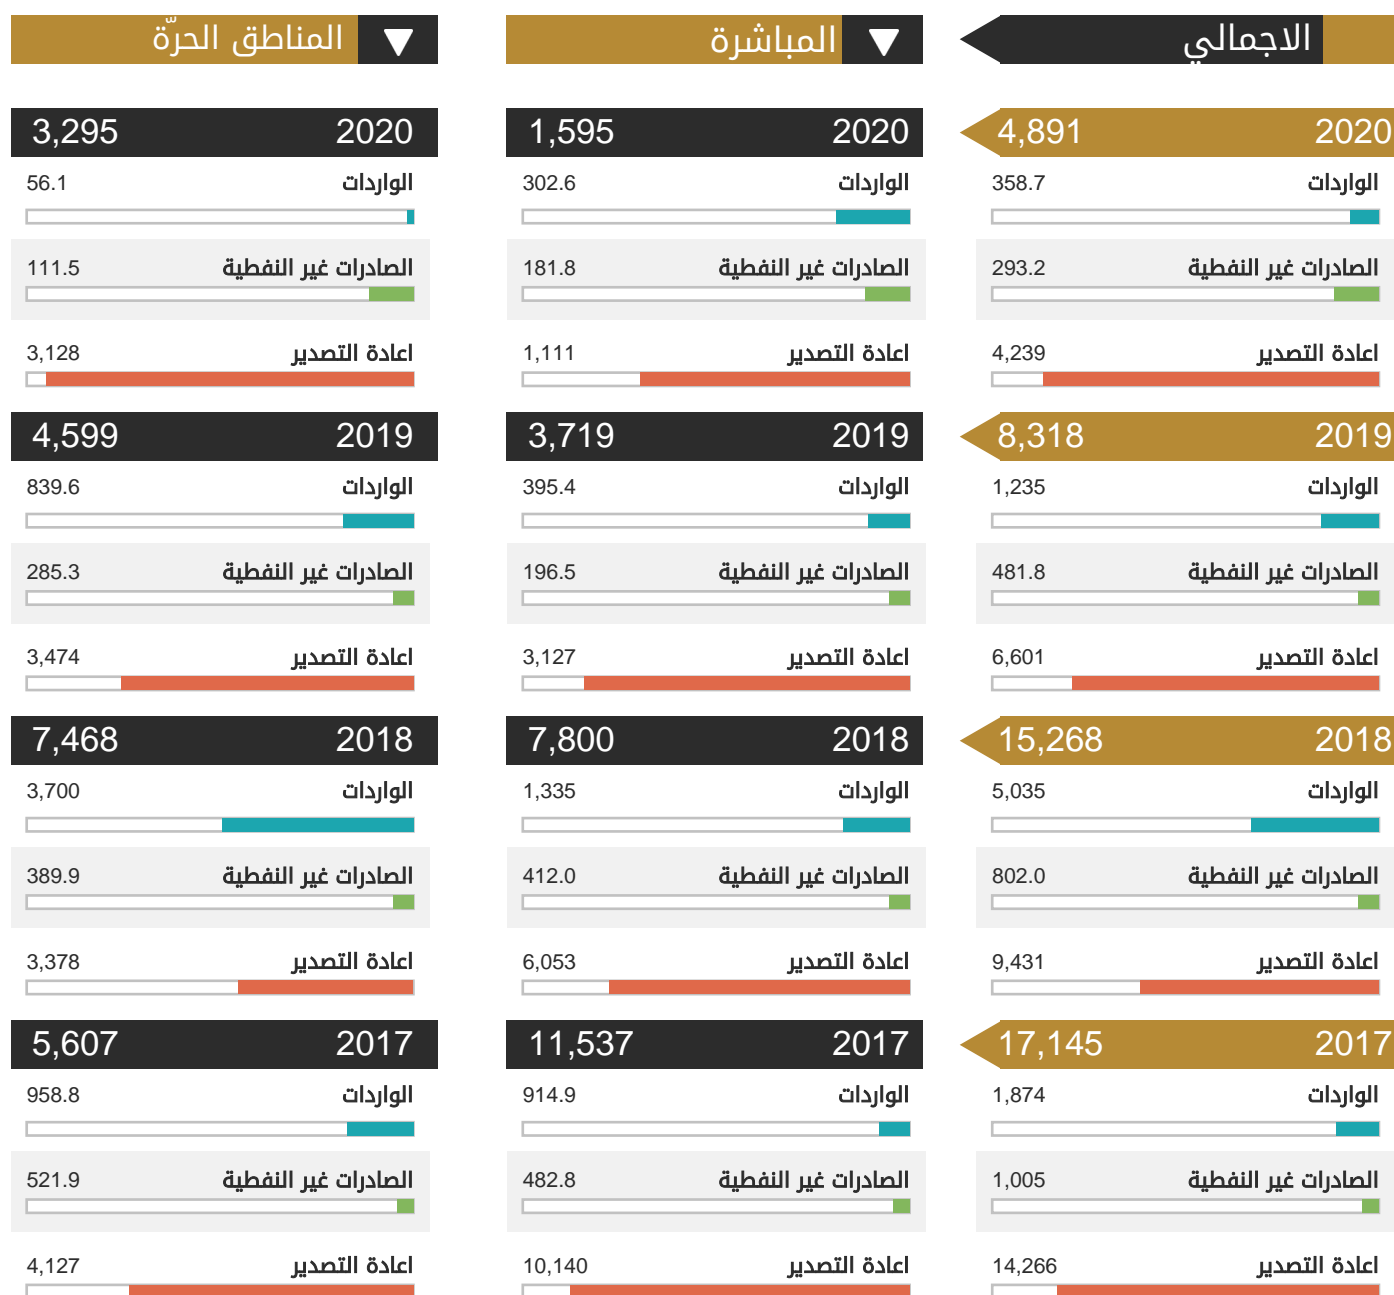 الاجمالي
المباشرة
المناطق الحرّة
2020 4,891
2020 1,595
2020 3,295
الواردات 358.7
الواردات 302.6
الواردات 56.1
الصادرات غير النفطية 293.2
الصادرات غير النفطية 181.8
الصادرات غير النفطية 111.5
اعادة التصدير 4,239
اعادة التصدير 1,111
اعادة التصدير 3,128
2019 8,318
2019 3,719
2019 4,599
الواردات 1,235
الواردات 395.4
الواردات 839.6
الصادرات غير النفطية 481.8
الصادرات غير النفطية 196.5
الصادرات غير النفطية 285.3
اعادة التصدير 6,601
اعادة التصدير 3,127
اعادة التصدير 3,474
2018 15,268
2018 7,800
2018 7,468
الواردات 5,035
الواردات 1,335
الواردات 3,700
الصادرات غير النفطية 802.0
الصادرات غير النفطية 412.0
الصادرات غير النفطية 389.9
اعادة التصدير 9,431
اعادة التصدير 6,053
اعادة التصدير 3,378
2017 17,145
2017 11,537
2017 5,607
الواردات 1,874
الواردات 914.9
الواردات 958.8
الصادرات غير النفطية 1,005
الصادرات غير النفطية 482.8
الصادرات غير النفطية 521.9
اعادة التصدير 14,266
اعادة التصدير 10,140
اعادة التصدير 4,127